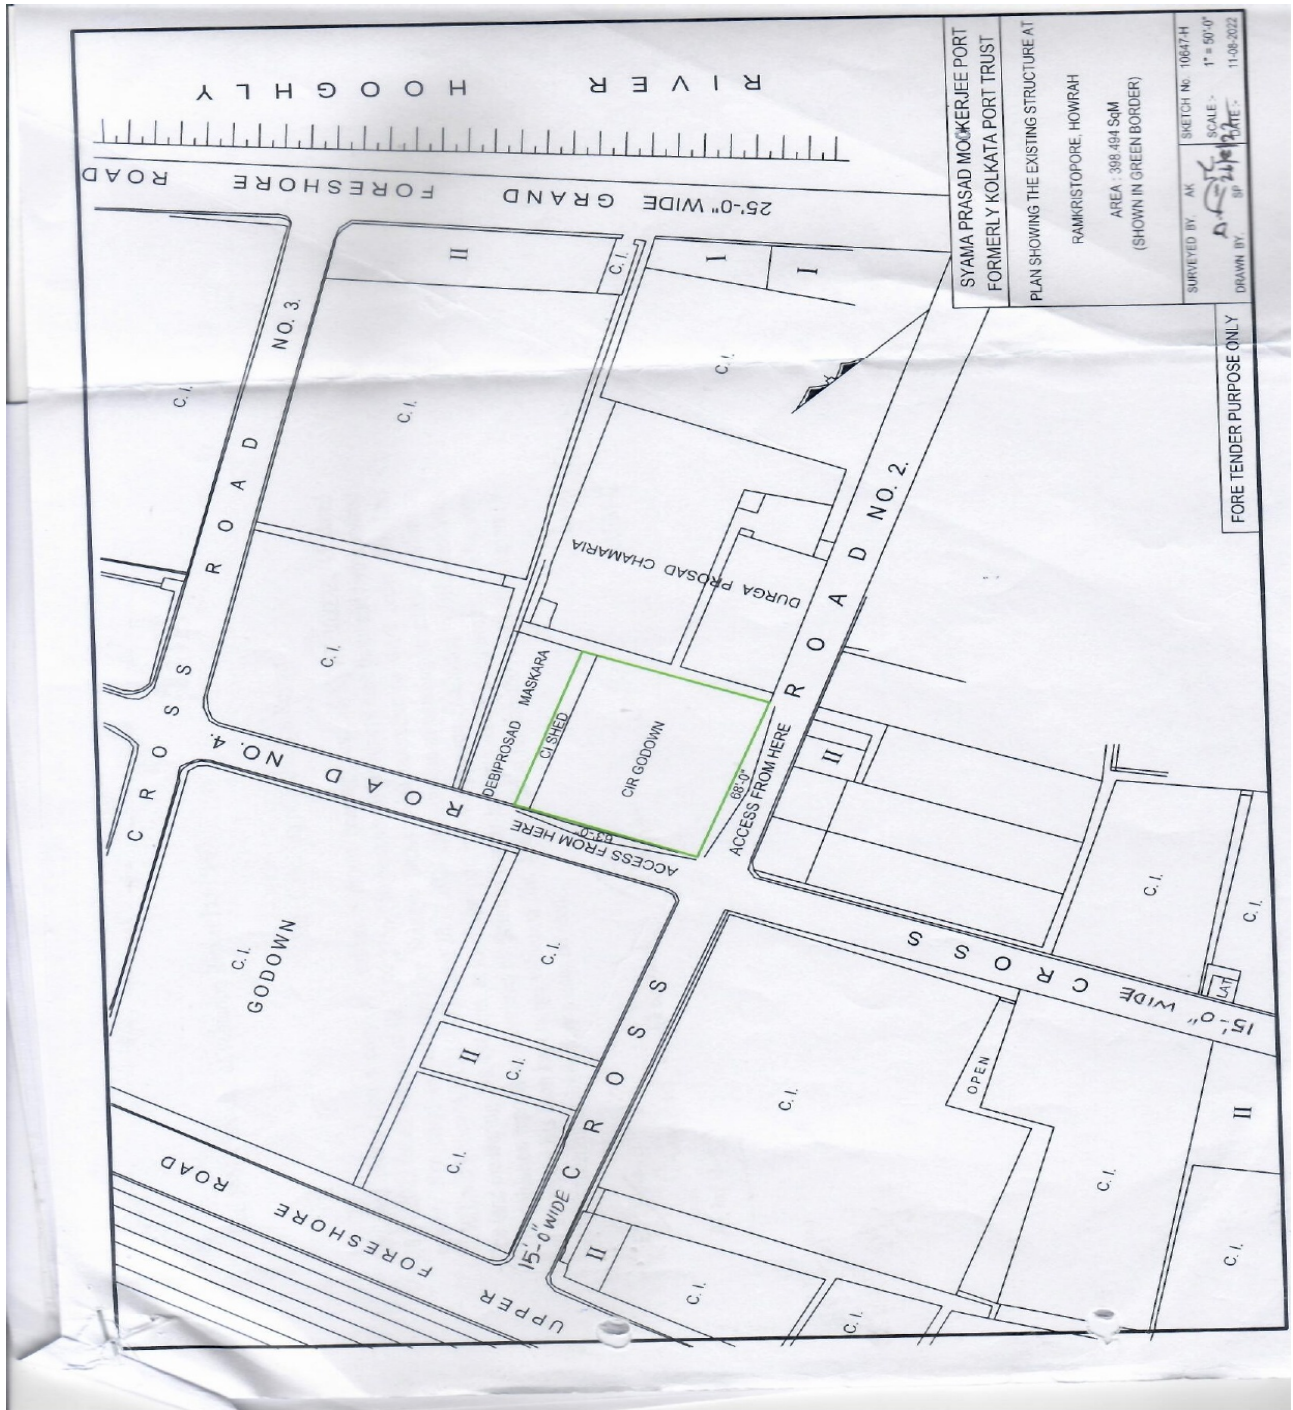 RIVER HOOGHLY
25'-0" WIDE GRAND FORESHORE ROAD
SYAMA PRASAD MOOKERJEE PORT
FORMERLY KOLKATA PORT TRUST
PLAN SHOWING THE EXISTING STRUCTURE AT
RAMKRISTOPORE, HOWRAH
AREA : 398.494 SqM
(SHOWN IN GREEN BORDER)
SURVEYED BY. AK
DRAWN BY. SP
SKETCH No. 10647-H
SCALE:- 1" = 50'-0"
DATE:- 11-08-2022
FORE TENDER PURPOSE ONLY
CROSS ROAD NO. 3.
C. I.
II
C. I.
C. I.
I
I
C. I.
C. I.
DURGA PROSAD CHAMARIA
DEBIPROSAD MASKARA
CI SHED
CIR GODOWN
63'-0"
68'-0"
ACCESS FROM HERE
ACCESS FROM HERE
15'-0" WIDE CROSS ROAD NO. 4.
15'-0" WIDE CROSS ROAD NO. 2.
C. I.
GODOWN
C. I.
II
C. I.
C. I.
II
C. I.
C. I.
LAT
OPEN
C. I.
C. I.
II
C. I.
II
C. I.
C. I.
UPPER FORESHORE ROAD